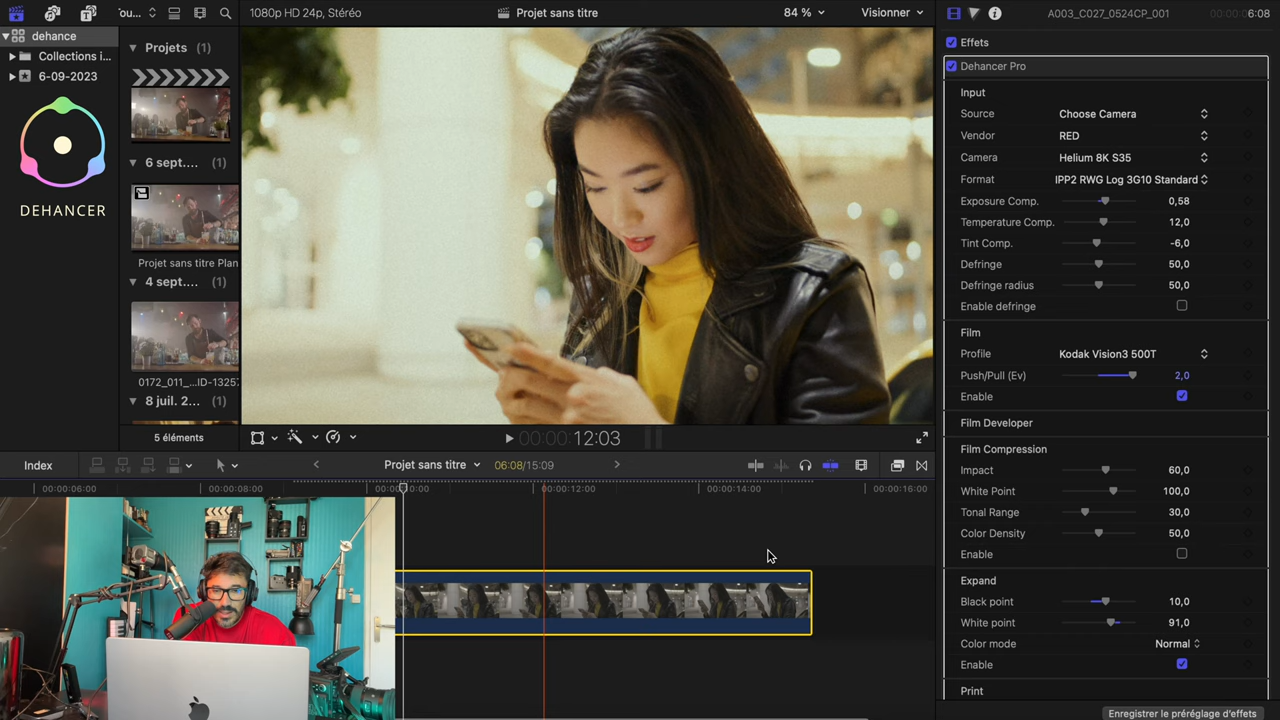 ...ou...
1080p HD 24p, Stéréo
Projet sans titre
84 %
Visionner
A003_C027_0524CP_001
00:00:06:08
dehance
Collections i...
6-09-2023
DEHANCER
Projets (1)
6 sept.... (1)
Projet sans titre Plan
4 sept.... (1)
0172_011_...ID-1325
8 juil. 2... (1)
5 éléments
00:00:12:03
Effets
Dehancer Pro
Input
Source Choose Camera
Vendor RED
Camera Helium 8K S35
Format IPP2 RWG Log 3G10 Standard
Exposure Comp. 0,58
Temperature Comp. 12,0
Tint Comp. -6,0
Defringe 50,0
Defringe radius 50,0
Enable defringe
Film
Profile Kodak Vision3 500T
Push/Pull (Ev) 2,0
Enable
Film Developer
Film Compression
Impact 60,0
White Point 100,0
Tonal Range 30,0
Color Density 50,0
Enable
Expand
Black point 10,0
White point 91,0
Color mode Normal
Enable
Print
Enregistrer le préréglage d'effets
Index
Projet sans titre
06:08/15:09
00:00:06:00
00:00:08:00
00:00:10:00
00:00:12:00
00:00:14:00
00:00:16:00